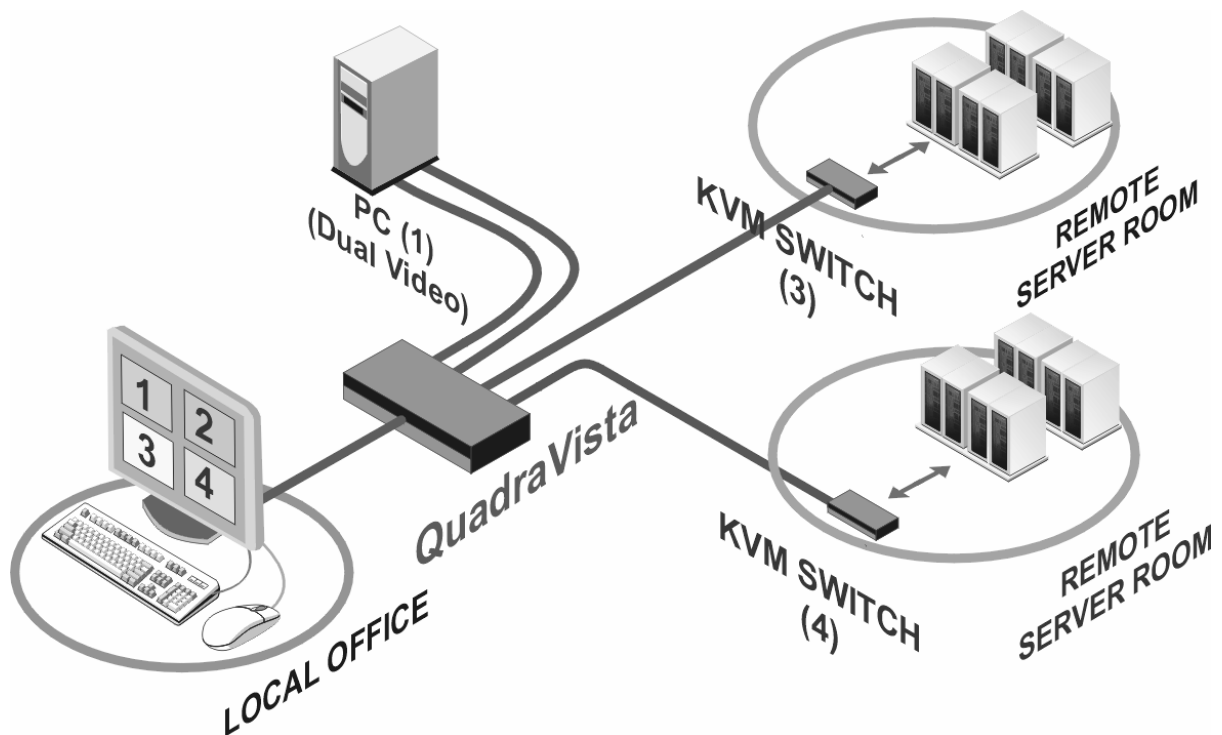 PC (1)
(Dual Video)
KVM SWITCH
(3)
REMOTE
SERVER ROOM
1
2
3
4
QuadraVista
KVM SWITCH
(4)
REMOTE
SERVER ROOM
LOCAL OFFICE